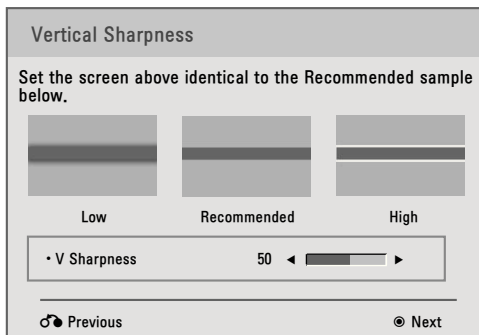 Vertical Sharpness
Set the screen above identical to the Recommended sample
below.
Low Recommended High
• V Sharpness 50 ◄ ►
Previous ◉ Next